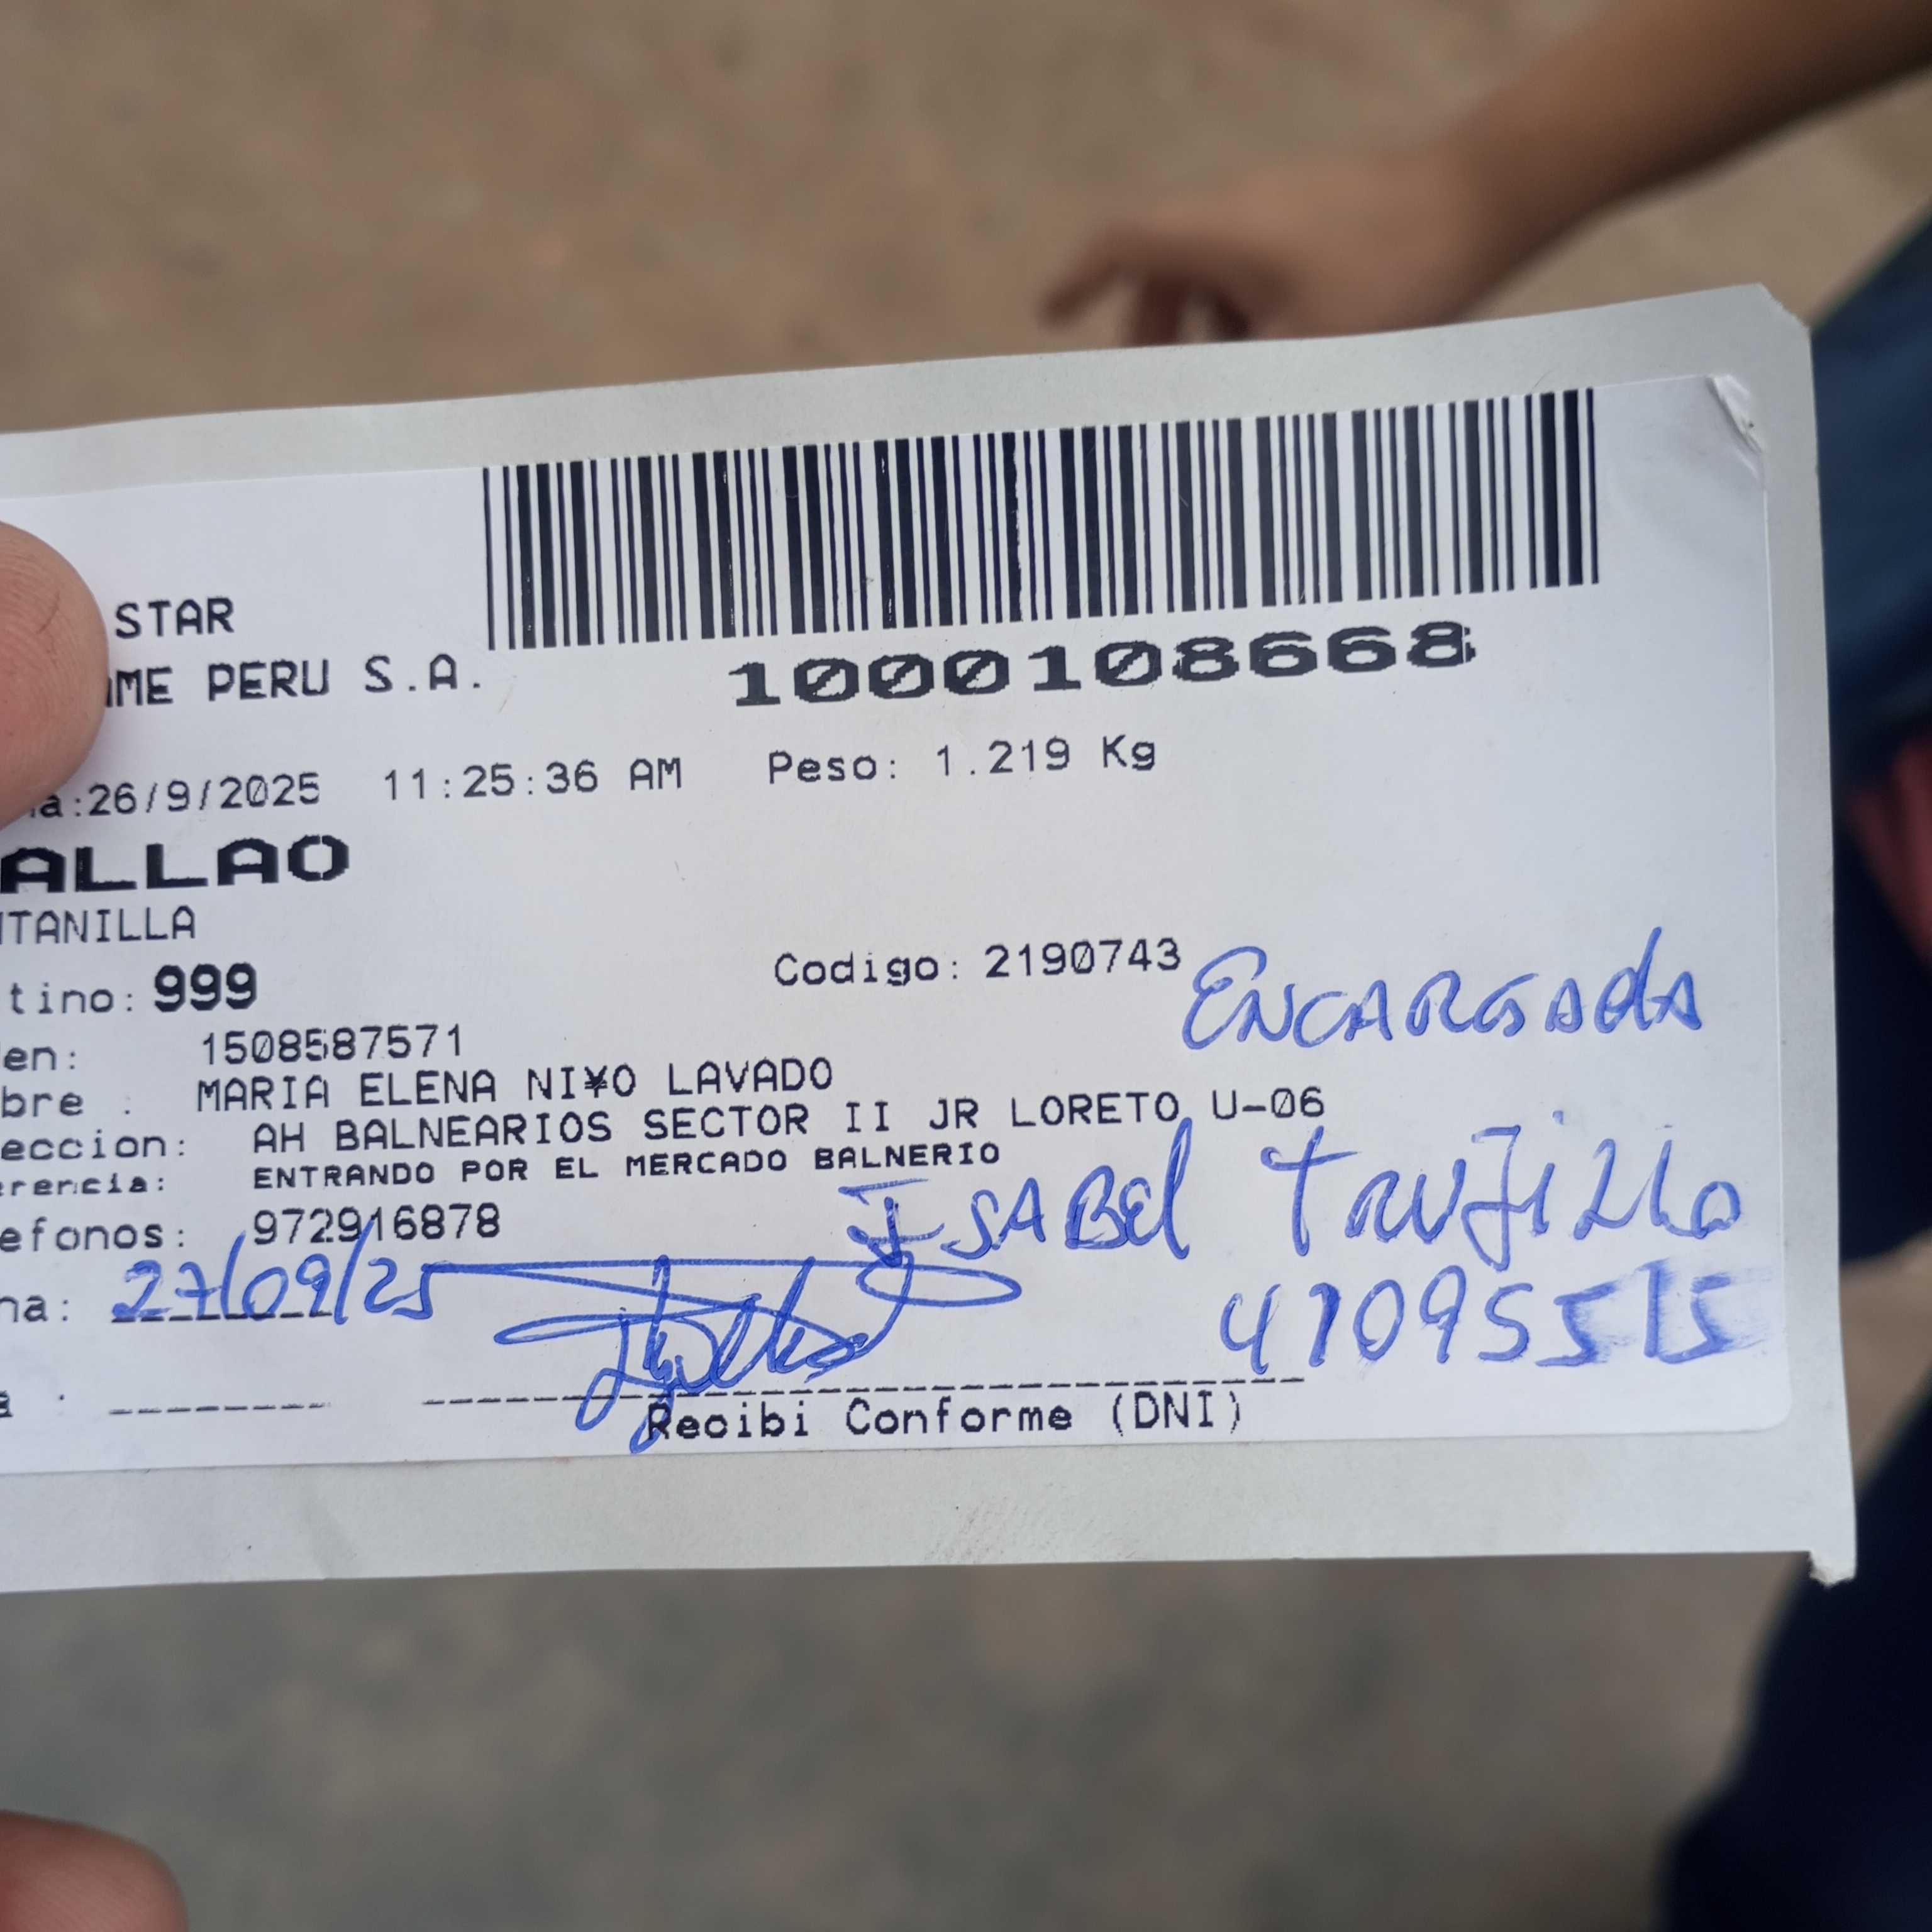 STAR
ME PERU S.A.
1000108668
a:26/9/2025 11:25:36 AM Peso: 1.219 Kg
ALLAO
TANILLA
tino: 999 Codigo: 2190743 ENCARGADA
en: 1508587571
bre : MARIA ELENA NI¥O LAVADO
eccion: AH BALNEARIOS SECTOR II JR LORETO U-06
erencia: ENTRANDO POR EL MERCADO BALNERIO
efonos: 972916878 ISABEl TRUJillo
ha: 27/09/25 41095515
a :
Recibi Conforme (DNI)